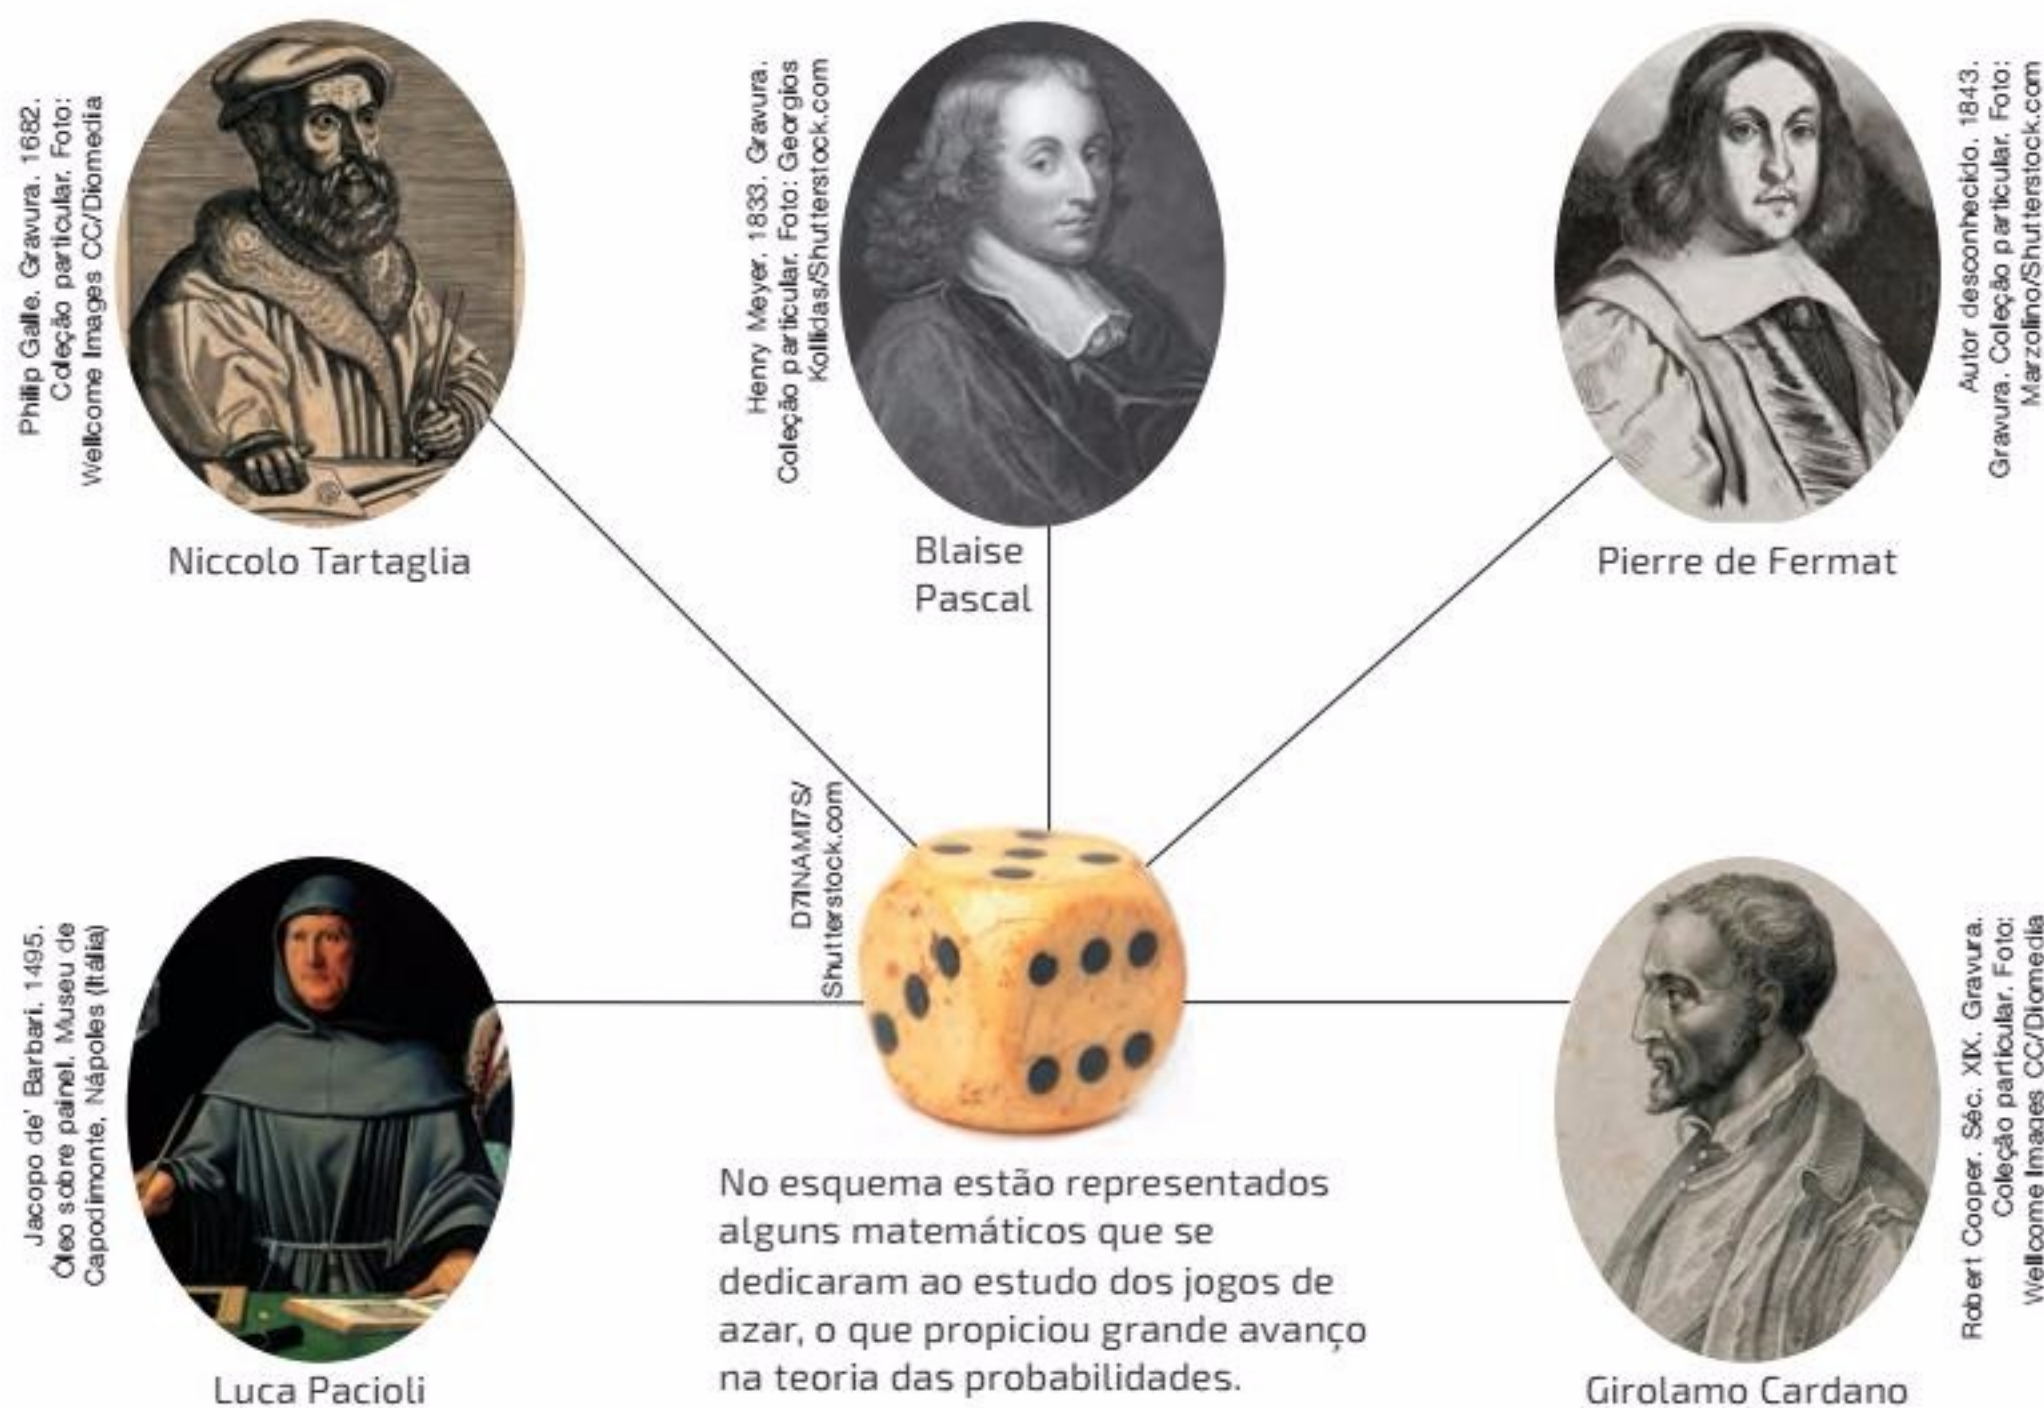 Philip Galle. Gravura. 1682.
Coleção particular. Foto:
Wellcome Images CC/Diomedia
Niccolo Tartaglia
Henry Meyer. 1833. Gravura.
Coleção particular. Foto: Georgios
Kollidas/Shutterstock.com
Blaise
Pascal
Autor desconhecido. 1843.
Gravura. Coleção particular. Foto:
Marzolino/Shutterstock.com
Pierre de Fermat
D7INAMI7S/
Shutterstock.com
Jacopo de' Barbari. 1495.
Óleo sobre painel. Museu de
Capodimonte, Nápoles (Itália)
Luca Pacioli
No esquema estão representados
alguns matemáticos que se
dedicaram ao estudo dos jogos de
azar, o que propiciou grande avanço
na teoria das probabilidades.
Robert Cooper. Séc. XIX. Gravura.
Coleção particular. Foto:
Wellcome Images CC/Diomedia
Girolamo Cardano